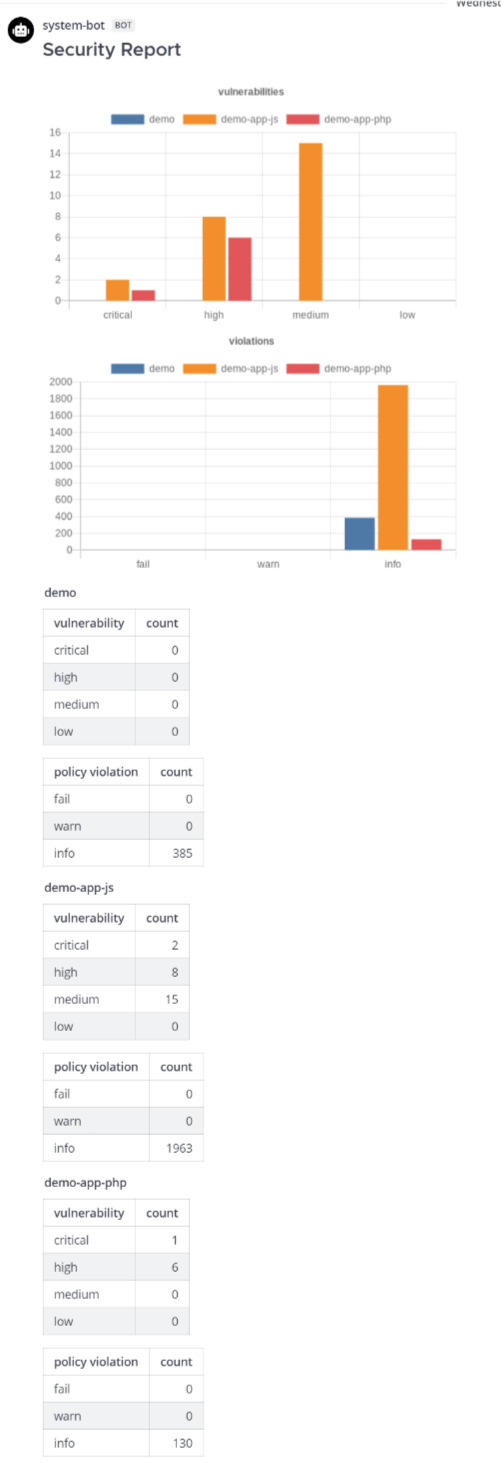 Wednesd
system-bot BOT
Security Report
vulnerabilities
demo demo-app-js demo-app-php
16
14
12
10
8
6
4
2
0
critical high medium low
violations
demo demo-app-js demo-app-php
2000
1800
1600
1400
1200
1000
800
600
400
200
0
fail warn info
demo
vulnerability count
critical 0
high 0
medium 0
low 0
policy violation count
fail 0
warn 0
info 385
demo-app-js
vulnerability count
critical 2
high 8
medium 15
low 0
policy violation count
fail 0
warn 0
info 1963
demo-app-php
vulnerability count
critical 1
high 6
medium 0
low 0
policy violation count
fail 0
warn 0
info 130